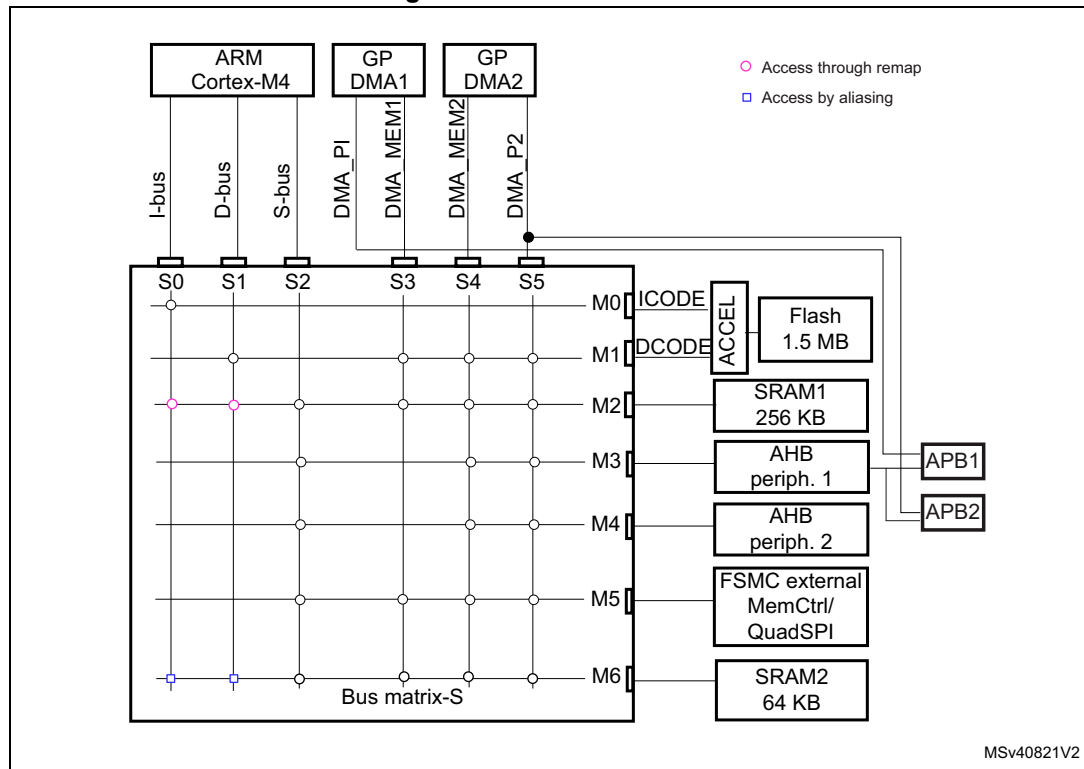 ARM
Cortex-M4
GP
DMA1
GP
DMA2
Access through remap
Access by aliasing
I-bus
D-bus
S-bus
DMA_PI
DMA_MEM1
DMA_MEM2
DMA_P2
S0
S1
S2
S3
S4
S5
M0
ICODE
M1
DCODE
ACCEL
Flash
1.5 MB
M2
SRAM1
256 KB
M3
AHB
periph. 1
APB1
M4
AHB
periph. 2
APB2
M5
FSMC external
MemCtrl/
QuadSPI
M6
SRAM2
64 KB
Bus matrix-S
MSv40821V2